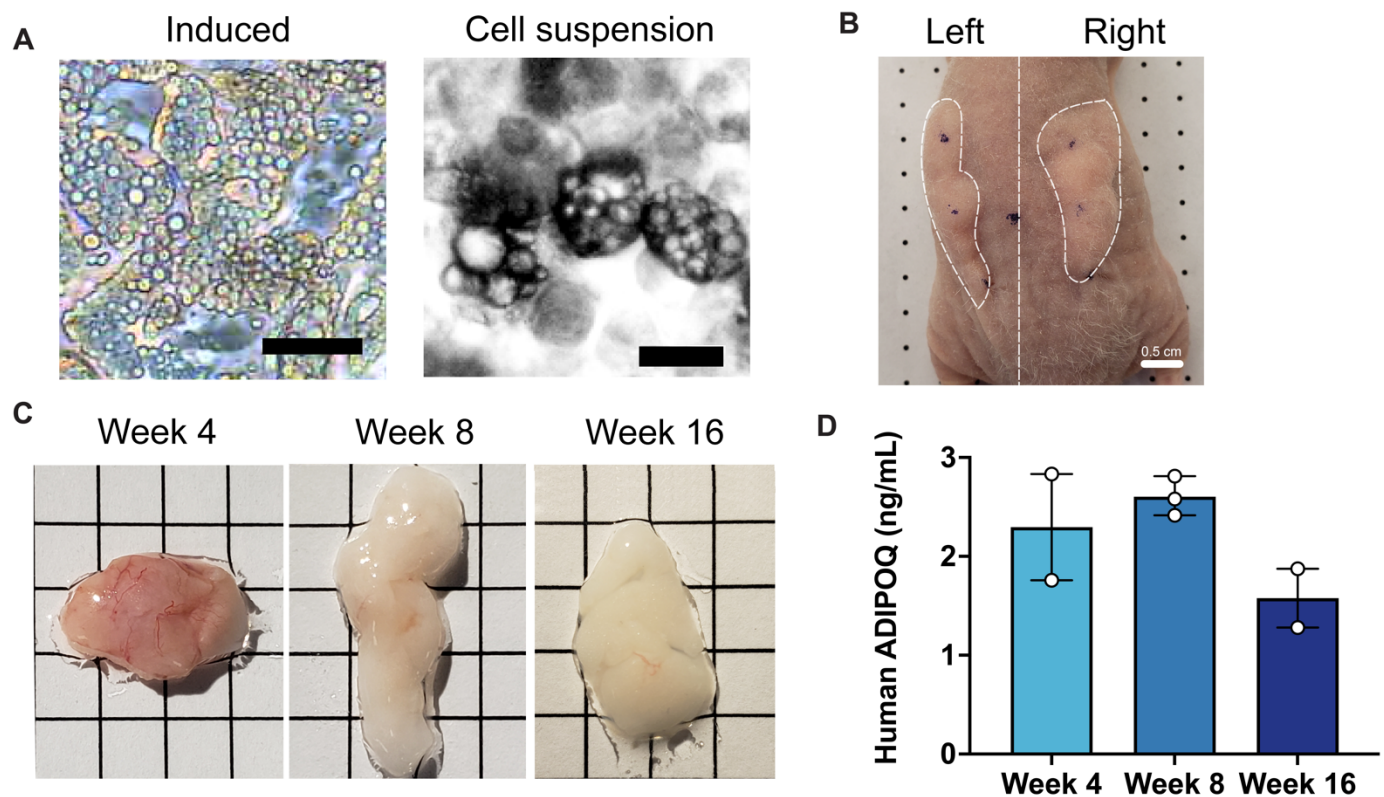 A
Induced
Cell suspension
B
Left
Right
0.5 cm
C
Week 4
Week 8
Week 16
D
Human ADIPOQ (ng/mL)
3
2
1
0
Week 4
Week 8
Week 16